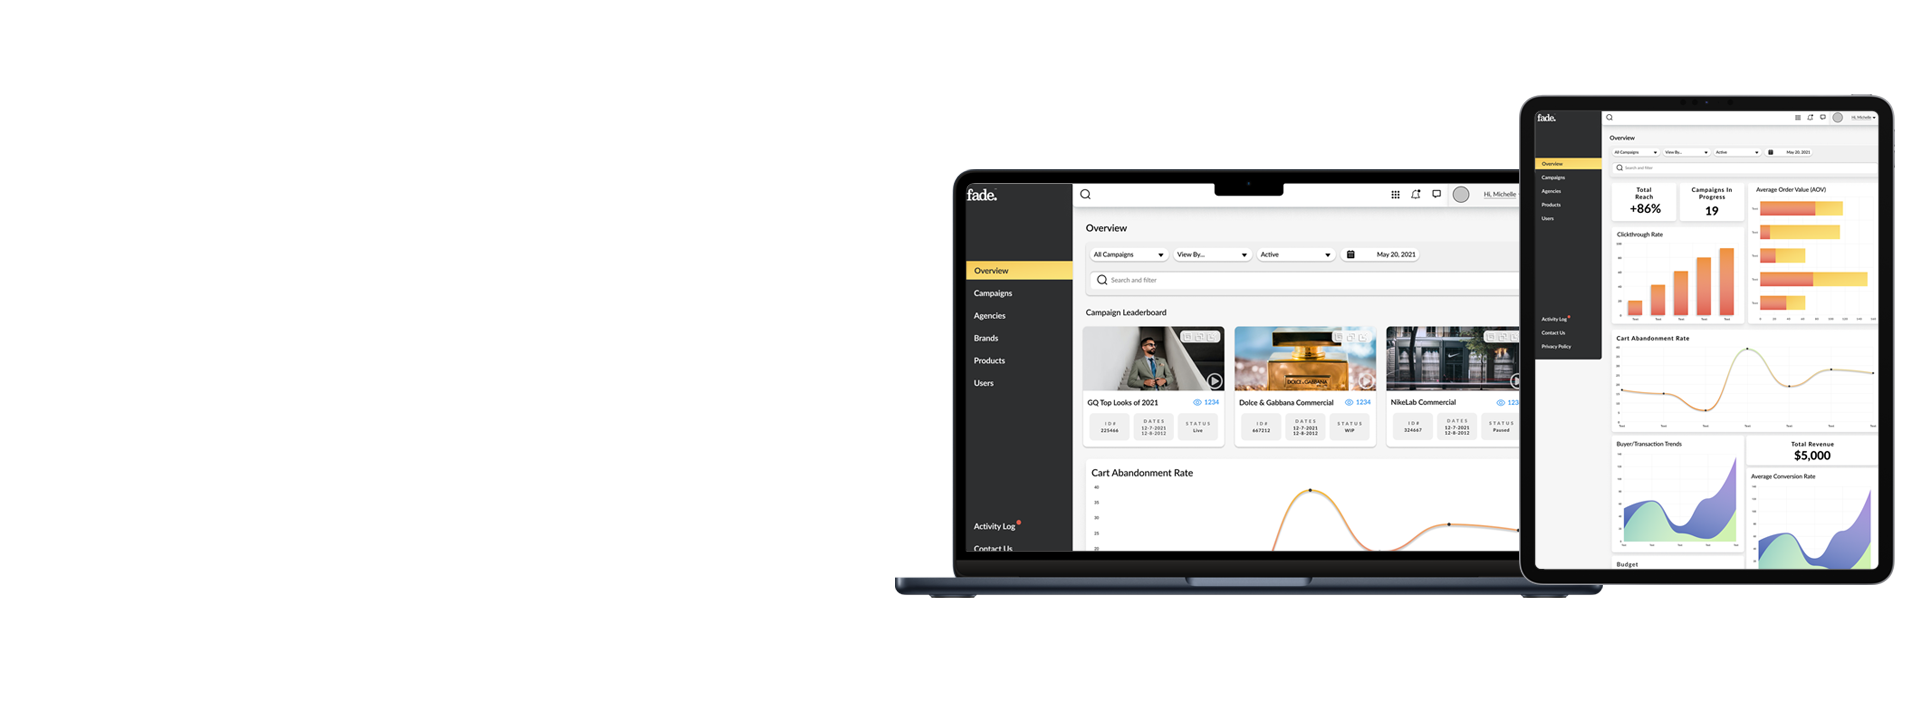 fade.
Hi, Michelle
Overview
All Campaigns
View By...
Active
May 20, 2021
Search and filter
Overview
Campaigns
Agencies
Brands
Products
Users
Activity Log
Contact Us
Campaign Leaderboard
GQ Top Looks of 2021
1234
ID#
225466
DATES
12-7-2021
12-8-2012
STATUS
Live
DOLCE & GABBANA
Dolce & Gabbana Commercial
1234
ID#
667212
DATES
12-7-2021
12-8-2012
STATUS
WIP
NikeLab Commercial
123
ID#
324667
DATES
12-7-2021
12-8-2012
STATUS
Paused
Cart Abandonment Rate
40
35
30
25
20
fade.
Hi, Michelle
Overview
All Campaigns
View By...
Active
May 20, 2021
Search and filter
Overview
Campaigns
Agencies
Products
Users
Activity Log
Contact Us
Privacy Policy
Total
Reach
+86%
Campaigns In
Progress
19
Average Order Value (AOV)
Clickthrough Rate
Cart Abandonment Rate
Buyer/Transaction Trends
Total Revenue
$5,000
Average Conversion Rate
Budget